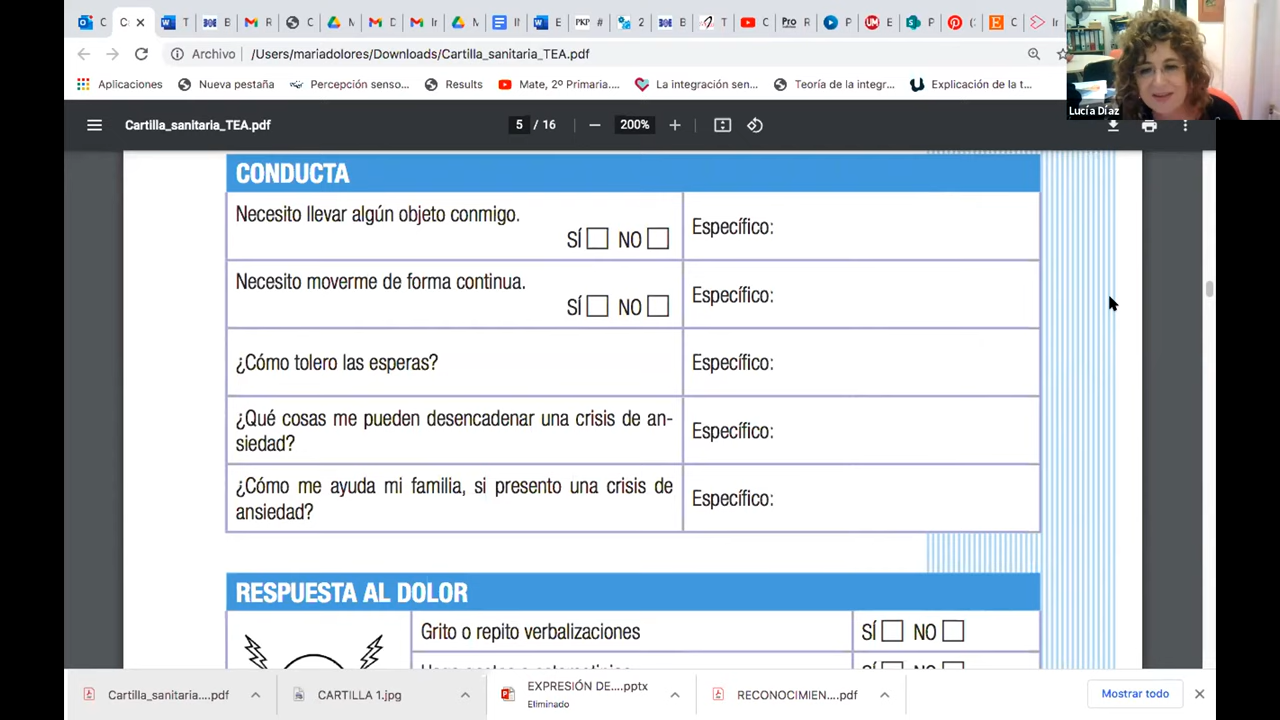 C
C
T
B
R
C
M
D
Ir
M
E
PKP #
2
B
T
C
Pro R
P
E
P
(
C
I
Archivo
/Users/mariadolores/Downloads/Cartilla_sanitaria_TEA.pdf
Aplicaciones
Nueva pestaña
Percepción senso...
Results
Mate, 2º Primaria....
La integración sen...
Teoría de la integr...
Explicación de la t...
Lucía Díaz
Cartilla_sanitaria_TEA.pdf
5 / 16
200%
CONDUCTA
Necesito llevar algún objeto conmigo.
SÍ NO
Específico:
Necesito moverme de forma continua.
SÍ NO
Específico:
¿Cómo tolero las esperas?
Específico:
¿Qué cosas me pueden desencadenar una crisis de an-
siedad?
Específico:
¿Cómo me ayuda mi familia, si presento una crisis de
ansiedad?
Específico:
RESPUESTA AL DOLOR
Grito o repito verbalizaciones
SÍ NO
Cartilla_sanitaria....pdf
CARTILLA 1.jpg
EXPRESIÓN DE....pptx
Eliminado
RECONOCIMIEN....pdf
Mostrar todo